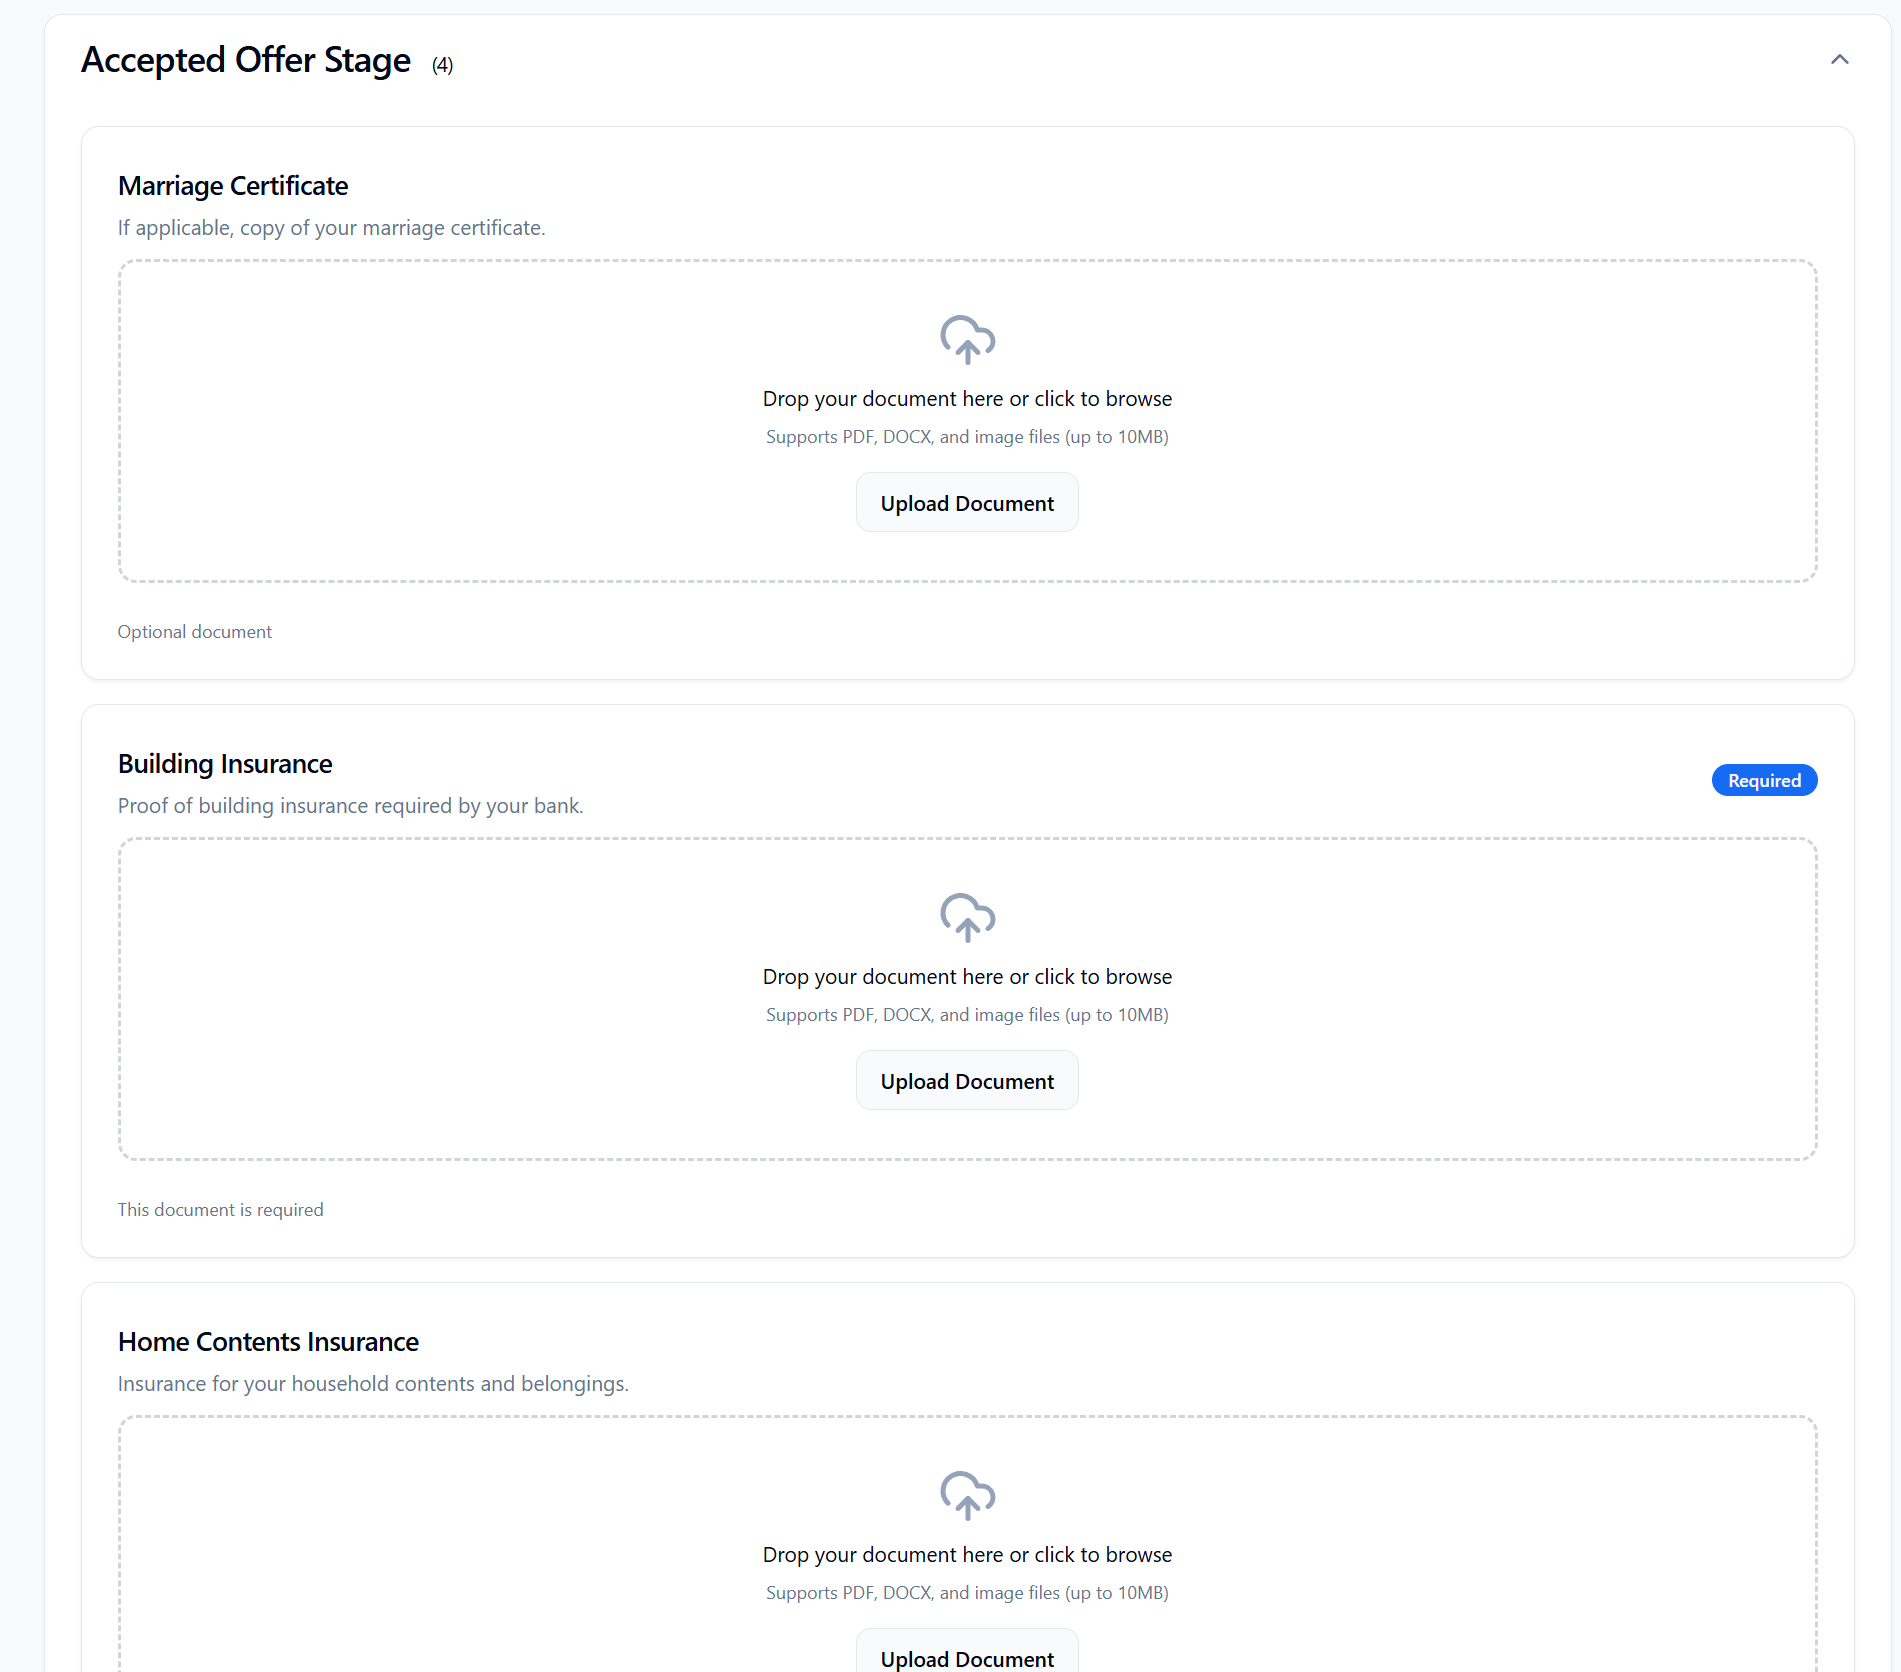 Accepted Offer Stage (4)
Marriage Certificate
If applicable, copy of your marriage certificate.
Drop your document here or click to browse
Supports PDF, DOCX, and image files (up to 10MB)
Upload Document
Optional document
Building Insurance
Required
Proof of building insurance required by your bank.
Drop your document here or click to browse
Supports PDF, DOCX, and image files (up to 10MB)
Upload Document
This document is required
Home Contents Insurance
Insurance for your household contents and belongings.
Drop your document here or click to browse
Supports PDF, DOCX, and image files (up to 10MB)
Upload Document